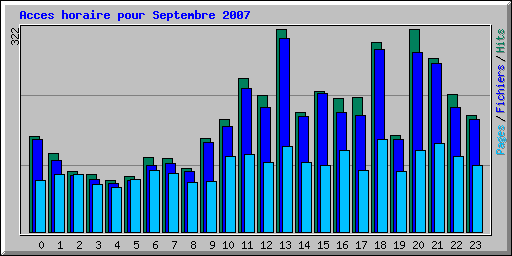 Acces horaire pour Septembre 2007
322
Pages / Fichiers / Hits
0 1 2 3 4 5 6 7 8 9 10 11 12 13 14 15 16 17 18 19 20 21 22 23